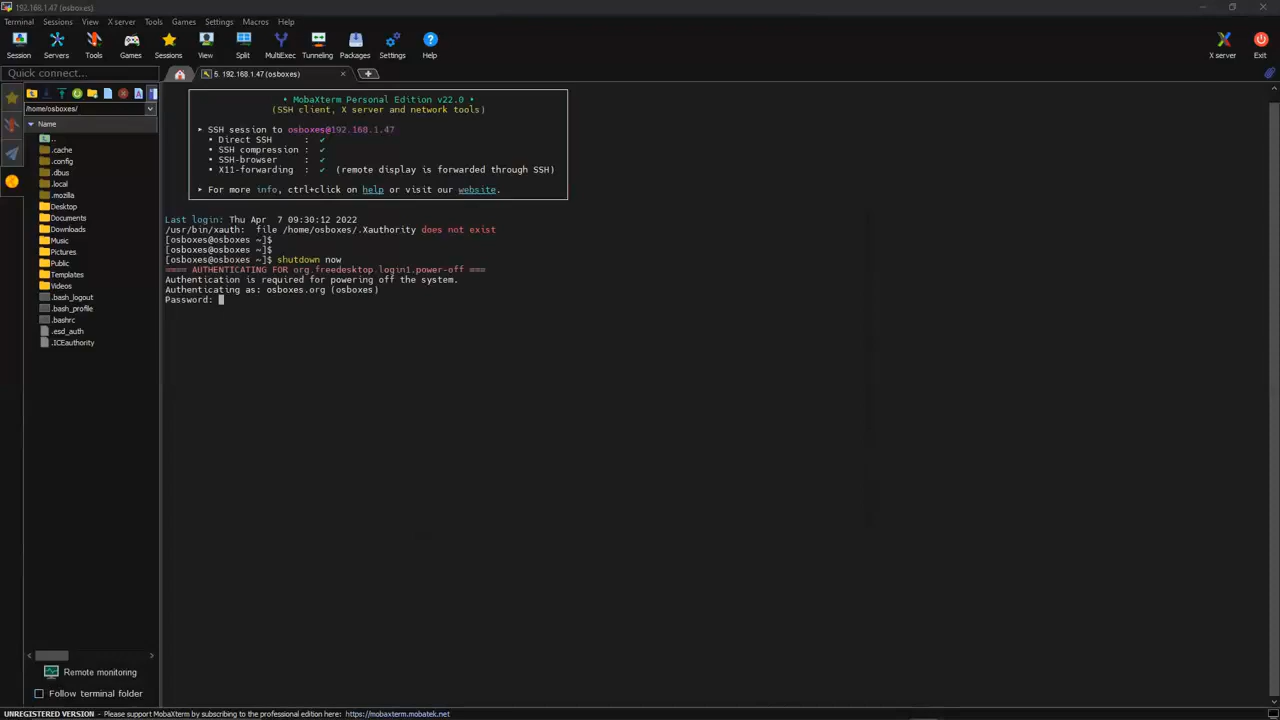 192.168.1.47 (osboxes)
Terminal Sessions View X server Tools Games Settings Macros Help
Session Servers Tools Games Sessions View Split MultiExec Tunneling Packages Settings Help X server Exit
Quick connect...
5. 192.168.1.47 (osboxes)
/home/osboxes/
Name
..
.cache
.config
.dbus
.local
.mozilla
Desktop
Documents
Downloads
Music
Pictures
Public
Templates
Videos
.bash_logout
.bash_profile
.bashrc
.esd_auth
.ICEauthority
Remote monitoring
Follow terminal folder
• MobaXterm Personal Edition v22.0 •
(SSH client, X server and network tools)
➤ SSH session to osboxes@192.168.1.47
• Direct SSH : ✔
• SSH compression : ✔
• SSH-browser : ✔
• X11-forwarding : ✔ (remote display is forwarded through SSH)
➤ For more info, ctrl+click on help or visit our website.
Last login: Thu Apr 7 09:30:12 2022
/usr/bin/xauth: file /home/osboxes/.Xauthority does not exist
[osboxes@osboxes ~]$
[osboxes@osboxes ~]$
[osboxes@osboxes ~]$ shutdown now
==== AUTHENTICATING FOR org.freedesktop.login1.power-off ===
Authentication is required for powering off the system.
Authenticating as: osboxes.org (osboxes)
Password:
UNREGISTERED VERSION - Please support MobaXterm by subscribing to the professional edition here: https://mobaxterm.mobatek.net